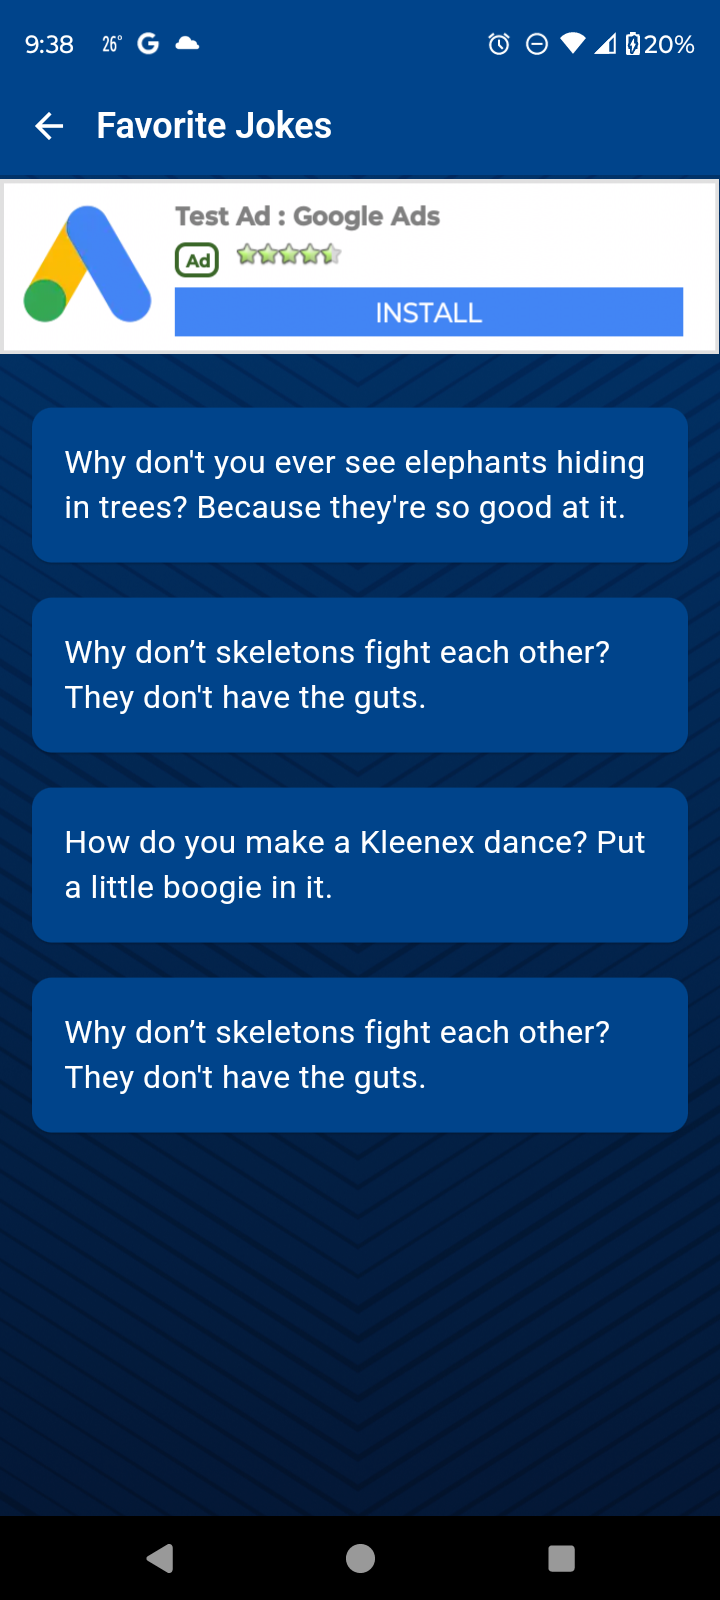 9:38 26° G 20%
Favorite Jokes
Test Ad : Google Ads
Ad
INSTALL
Why don't you ever see elephants hiding
in trees? Because they're so good at it.
Why don’t skeletons fight each other?
They don't have the guts.
How do you make a Kleenex dance? Put
a little boogie in it.
Why don’t skeletons fight each other?
They don't have the guts.